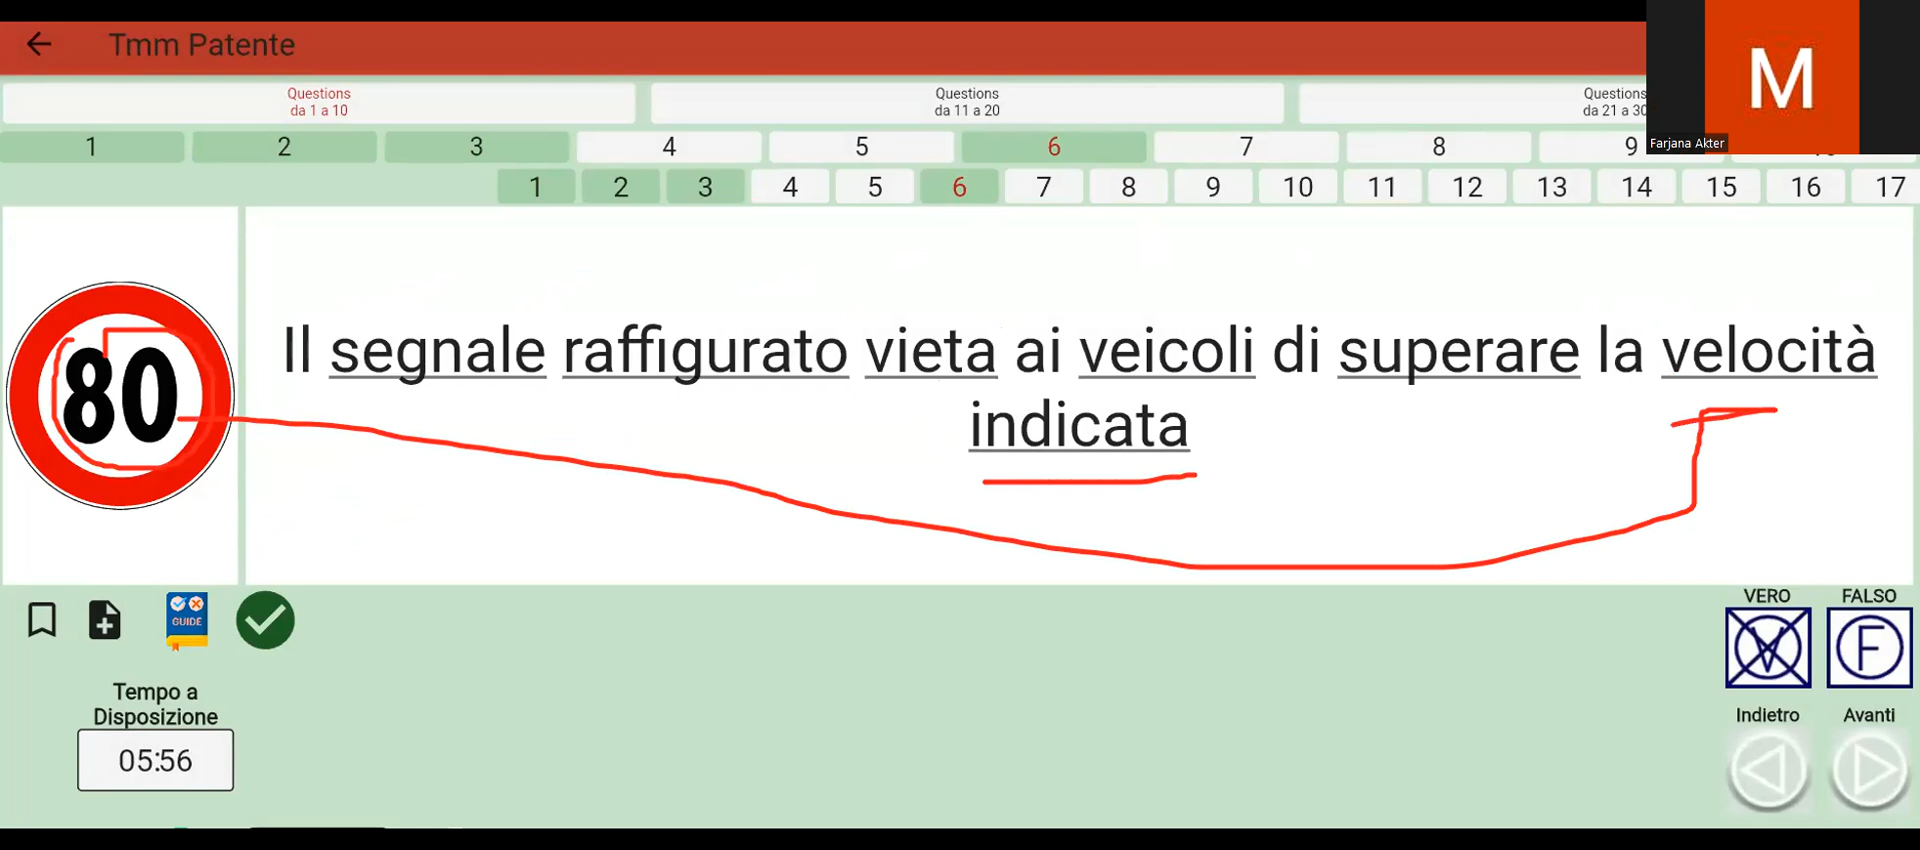 Tmm Patente
M
Farjana Akter
Questions
da 1 a 10
Questions
da 11 a 20
Questions
da 21 a 30
1 2 3 4 5 6 7 8 9
1 2 3 4 5 6 7 8 9 10 11 12 13 14 15 16 17
80
Il segnale raffigurato vieta ai veicoli di superare la velocità
indicata
GUIDE
VERO FALSO
V F
Tempo a
Disposizione
05:56
Indietro Avanti